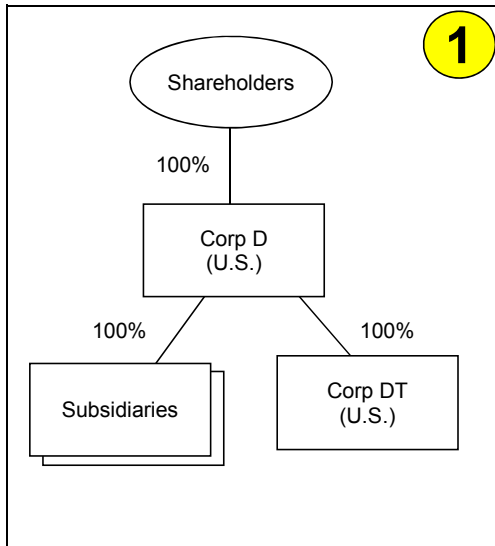 1
Shareholders
100%
Corp D
(U.S.)
100%
100%
Subsidiaries
Corp DT
(U.S.)